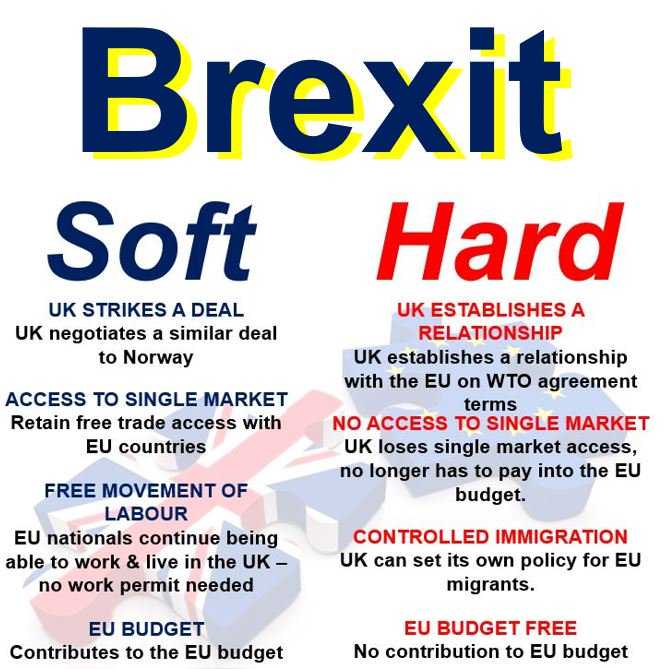 Brexit
Soft
UK STRIKES A DEAL
UK negotiates a similar deal
to Norway
ACCESS TO SINGLE MARKET
Retain free trade access with
EU countries
FREE MOVEMENT OF
LABOUR
EU nationals continue being
able to work & live in the UK –
no work permit needed
EU BUDGET
Contributes to the EU budget
Hard
UK ESTABLISHES A
RELATIONSHIP
UK establishes a relationship
with the EU on WTO agreement
terms
NO ACCESS TO SINGLE MARKET
UK loses single market access,
no longer has to pay into the EU
budget.
CONTROLLED IMMIGRATION
UK can set its own policy for EU
migrants.
EU BUDGET FREE
No contribution to EU budget